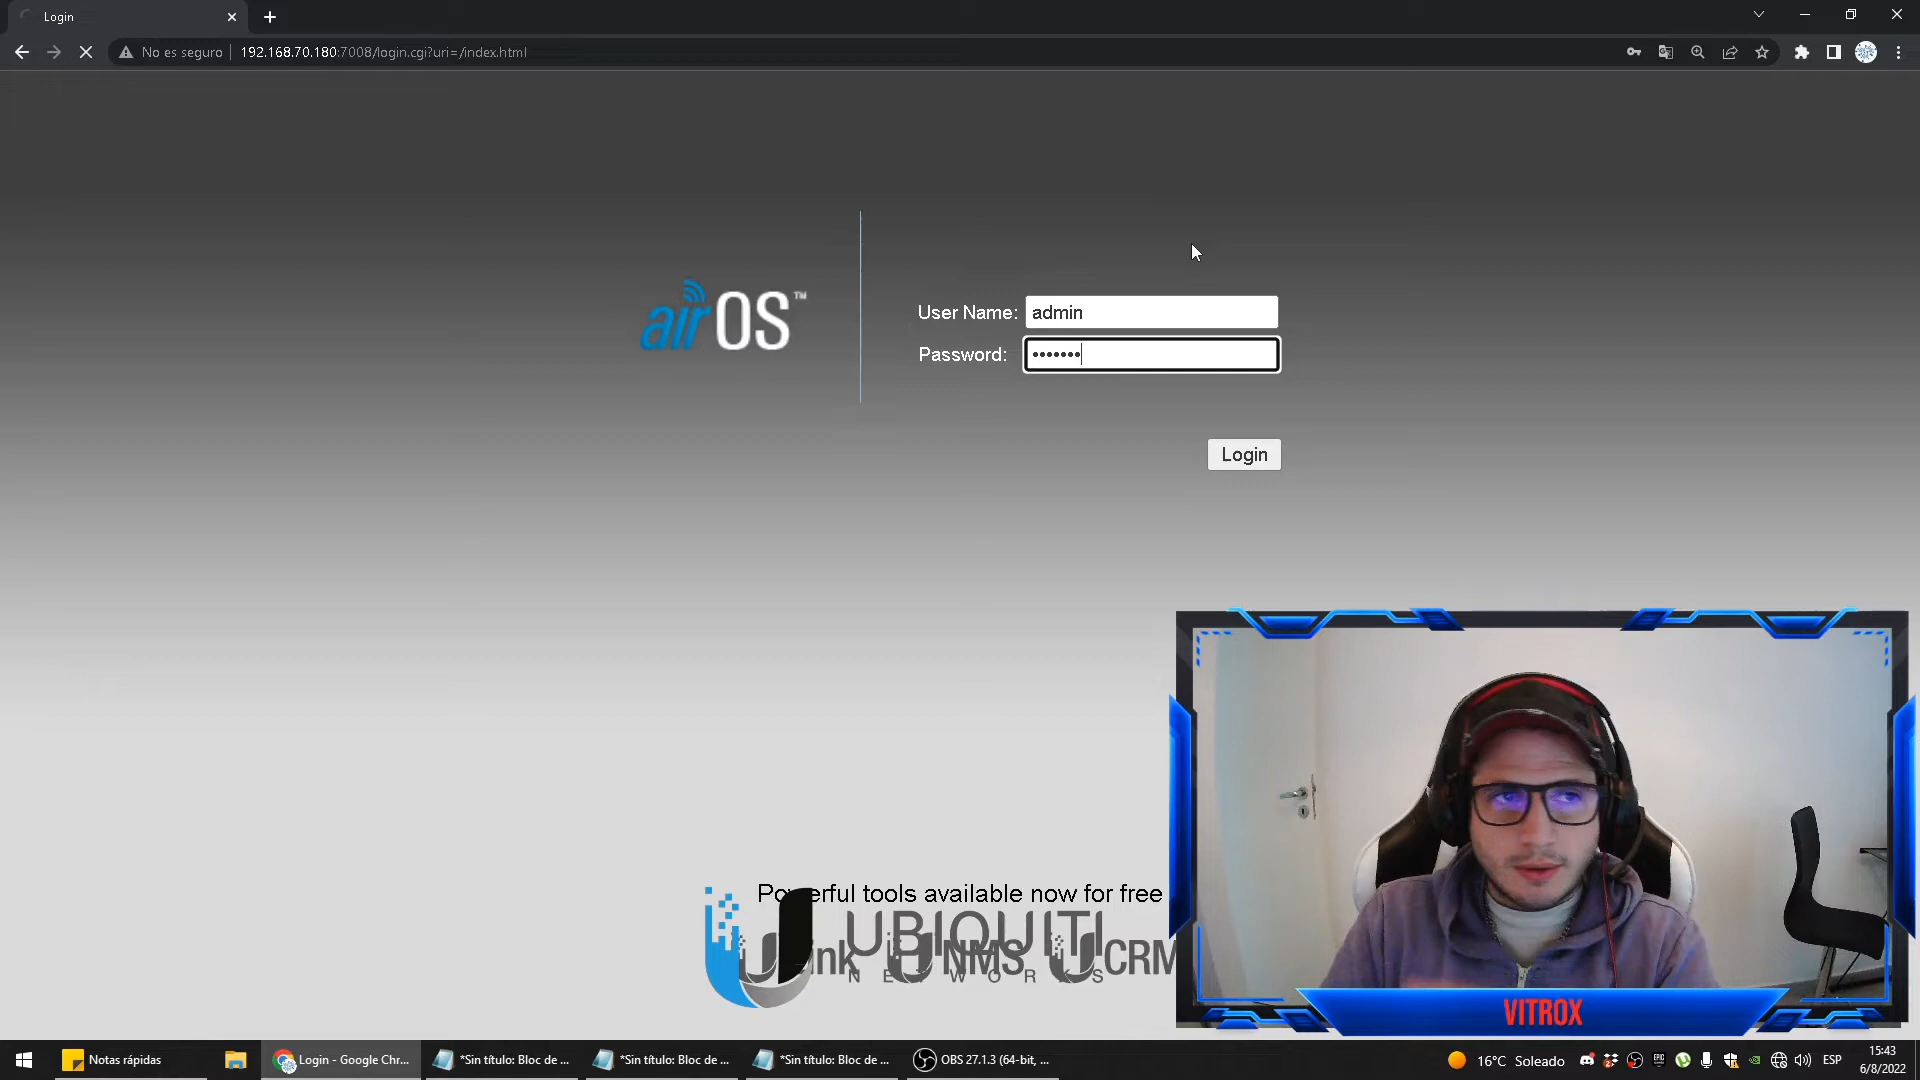 Login
No es seguro
192.168.70.180:7008/login.cgi?uri=/index.html
airOS™
User Name:
admin
Password:
•••••••
Login
Powerful tools available now for free
UBIQUITI
NETWORKS
NMS
CRM
VITROX
Notas rápidas
Login - Google Chr...
*Sin título: Bloc de ...
*Sin título: Bloc de ...
*Sin título: Bloc de ...
OBS 27.1.3 (64-bit, ...
16°C Soleado
ESP
15:43
6/8/2022